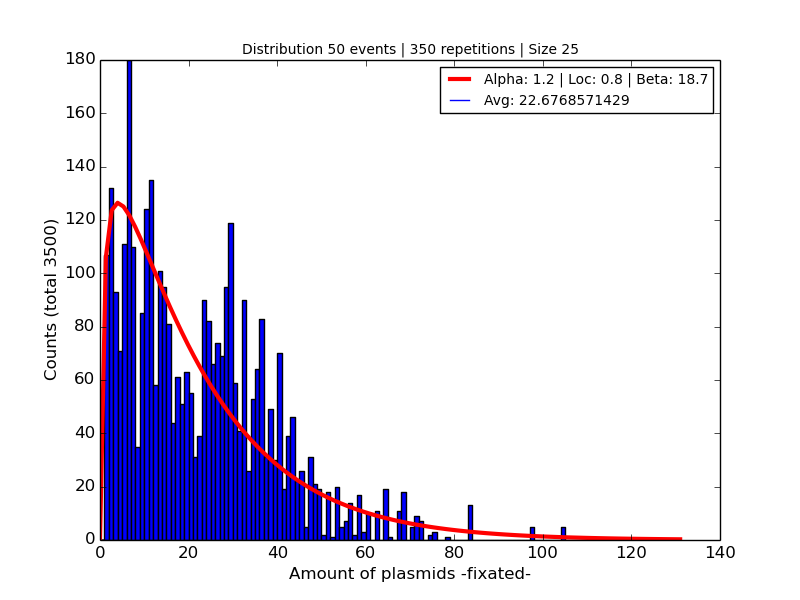 Distribution 50 events | 350 repetitions | Size 25
Alpha: 1.2 | Loc: 0.8 | Beta: 18.7
Avg: 22.6768571429
180
160
140
120
100
80
60
40
20
0
Counts (total 3500)
0 20 40 60 80 100 120 140
Amount of plasmids -fixated-